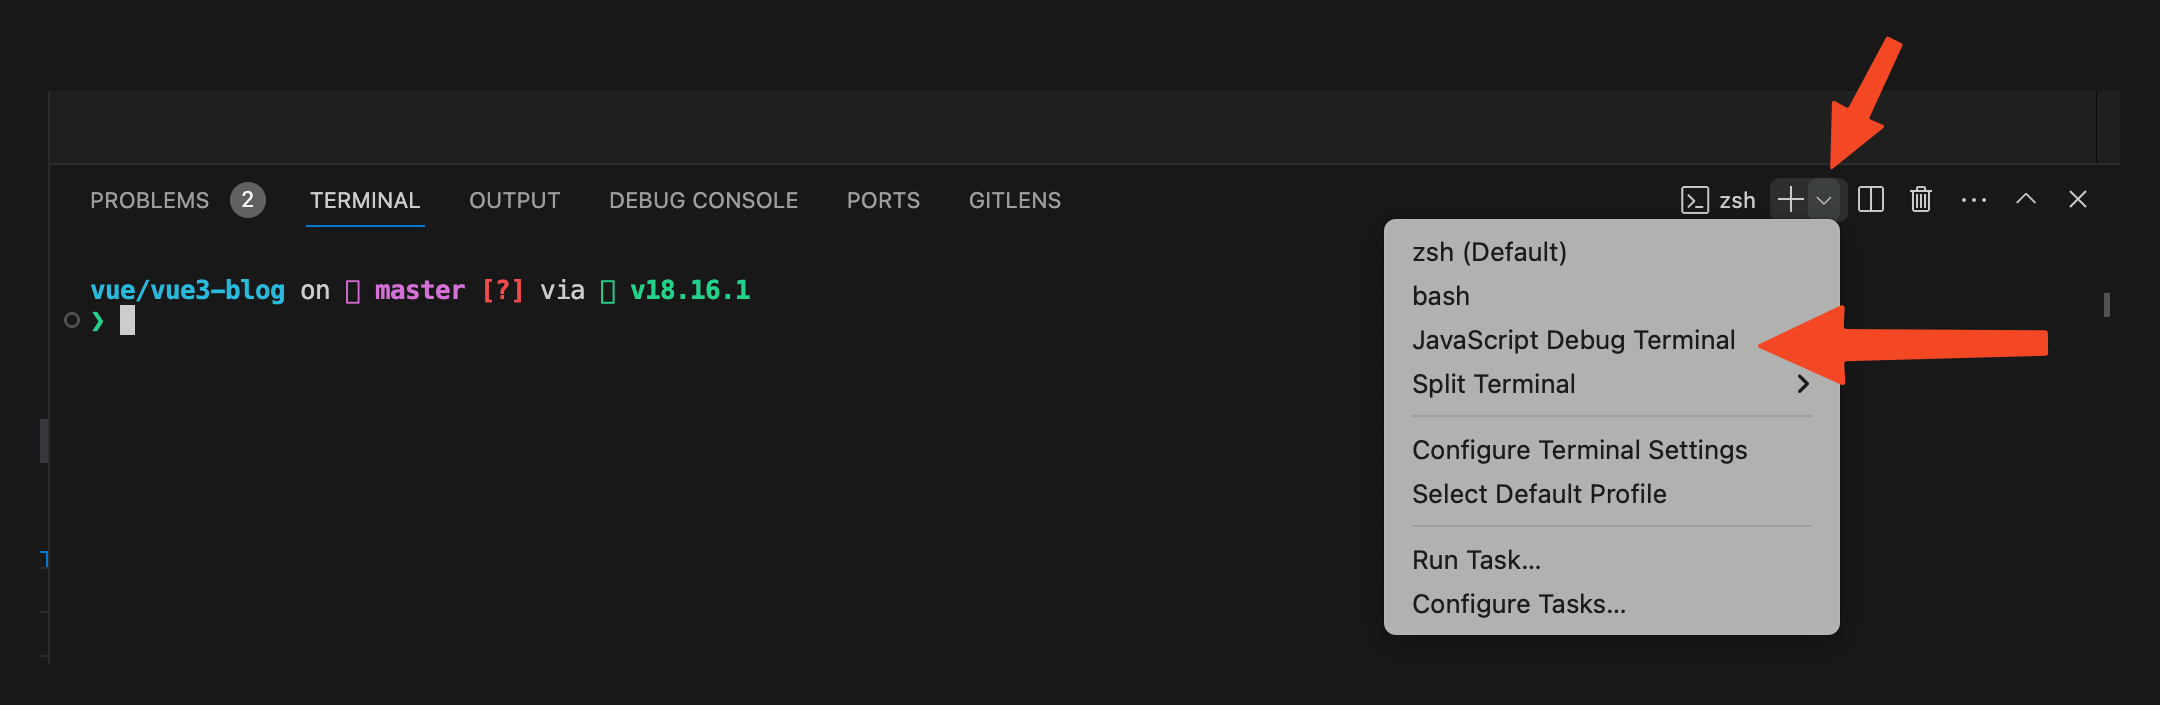 PROBLEMS 2 TERMINAL OUTPUT DEBUG CONSOLE PORTS GITLENS zsh
vue/vue3-blog on master [?] via v18.16.1
❯
zsh (Default)
bash
JavaScript Debug Terminal
Split Terminal
Configure Terminal Settings
Select Default Profile
Run Task...
Configure Tasks...